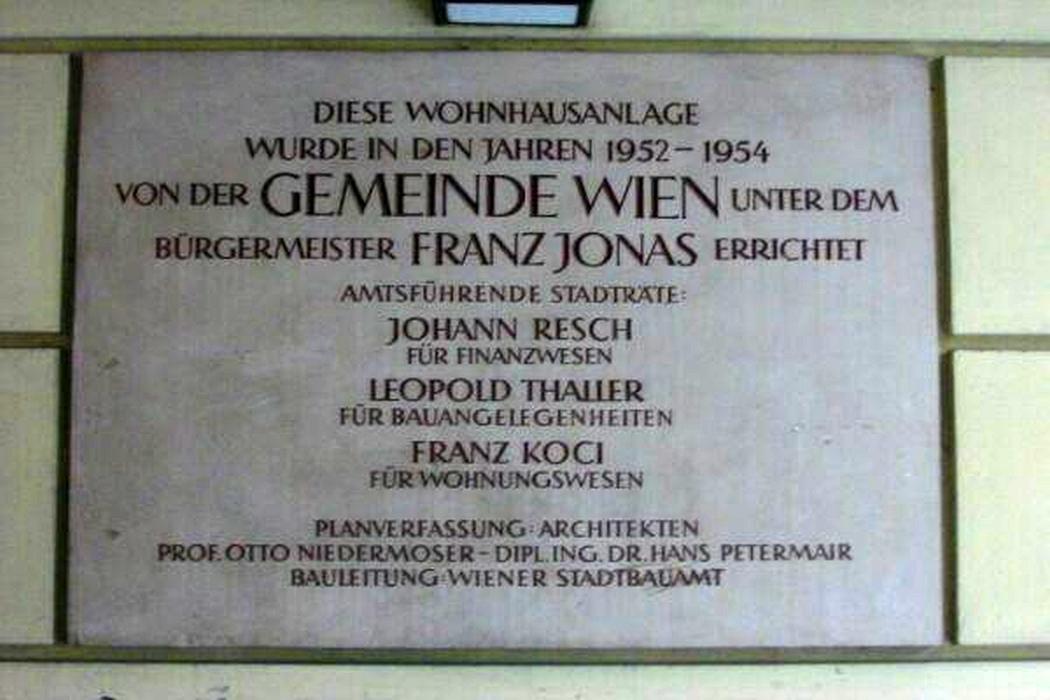 DIESE WOHNHAUSANLAGE
WURDE IN DEN JAHREN 1952 – 1954
VON DER GEMEINDE WIEN UNTER DEM
BÜRGERMEISTER FRANZ JONAS ERRICHTET
AMTSFÜHRENDE STADTRÄTE:
JOHANN RESCH
FÜR FINANZWESEN
LEOPOLD THALLER
FÜR BAUANGELEGENHEITEN
FRANZ KOCI
FÜR WOHNUNGSWESEN
PLANVERFASSUNG: ARCHITEKTEN
PROF. OTTO NIEDERMOSER – DIPL. ING. DR. HANS PETERMAIR
BAULEITUNG: WIENER STADTBAUAMT